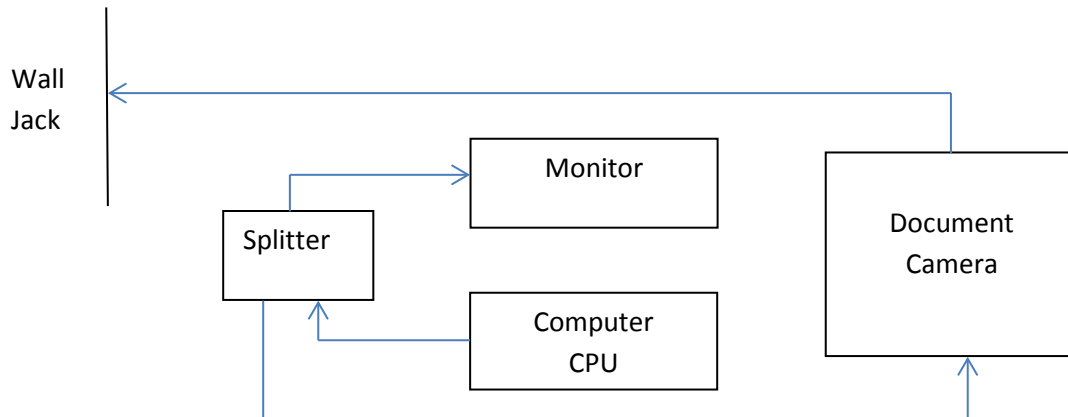 Wall
Jack
Monitor
Splitter
Document
Camera
Computer
CPU